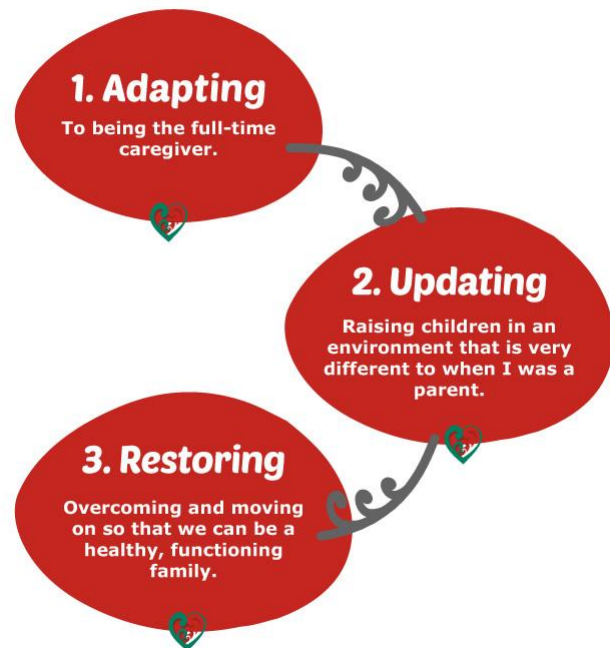 1. Adapting
To being the full-time
caregiver.
2. Updating
Raising children in an
environment that is very
different to when I was a
parent.
3. Restoring
Overcoming and moving
on so that we can be a
healthy, functioning
family.